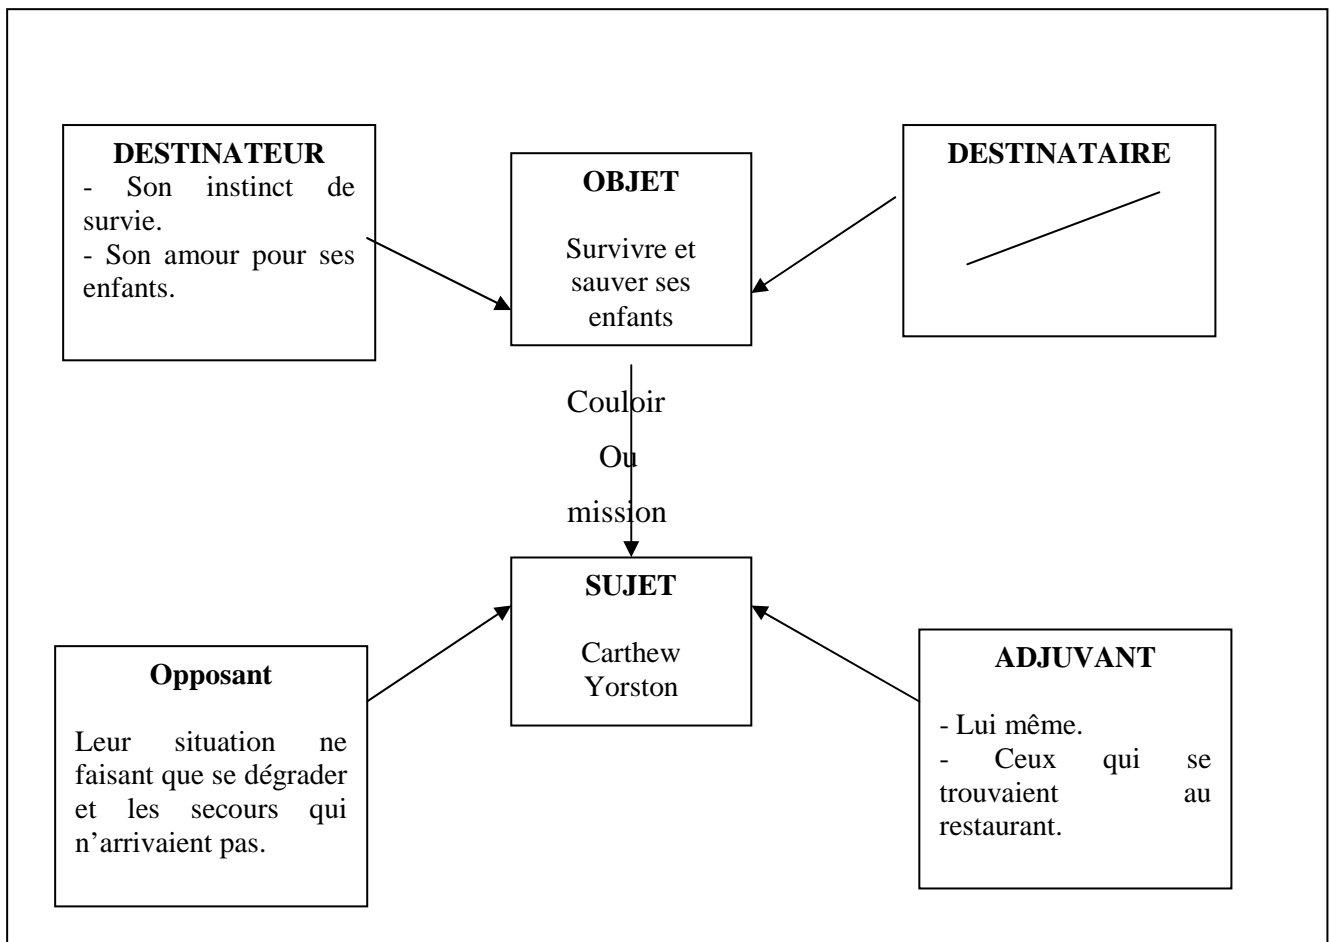 DESTINATEUR
- Son instinct de
survie.
- Son amour pour ses
enfants.
OBJET
Survivre et
sauver ses
enfants
DESTINATAIRE
Couloir
Ou
mission
SUJET
Carthew
Yorston
Opposant
Leur situation ne
faisant que se dégrader
et les secours qui
n’arrivaient pas.
ADJUVANT
- Lui même.
- Ceux qui se
trouvaient au
restaurant.